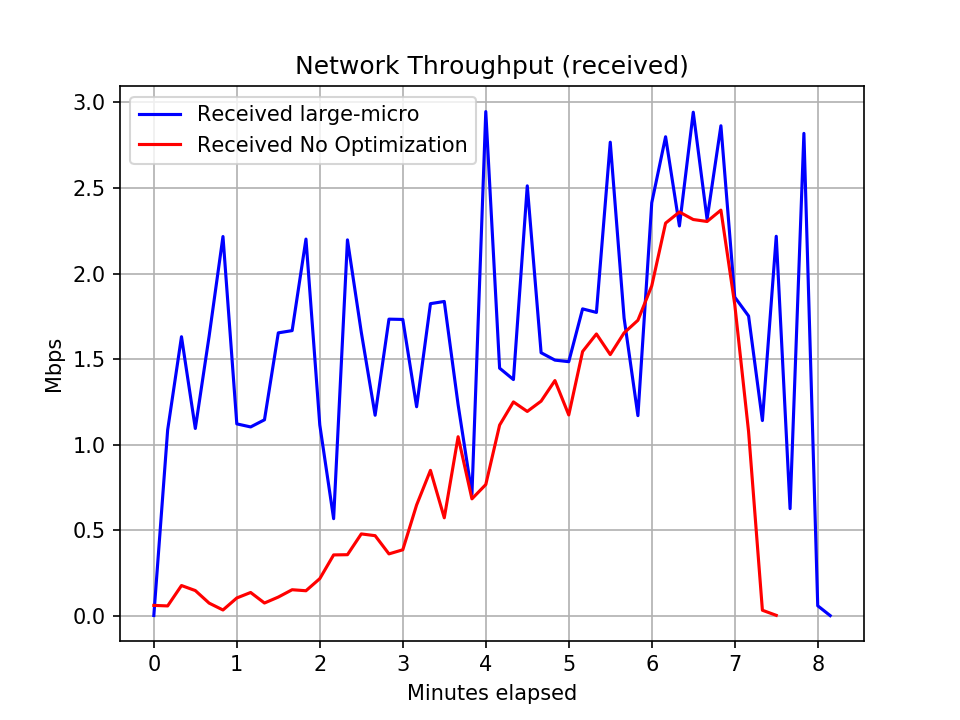 Network Throughput (received)
Received large-micro
Received No Optimization
3.0
2.5
2.0
1.5
1.0
0.5
0.0
Mbps
0 1 2 3 4 5 6 7 8
Minutes elapsed